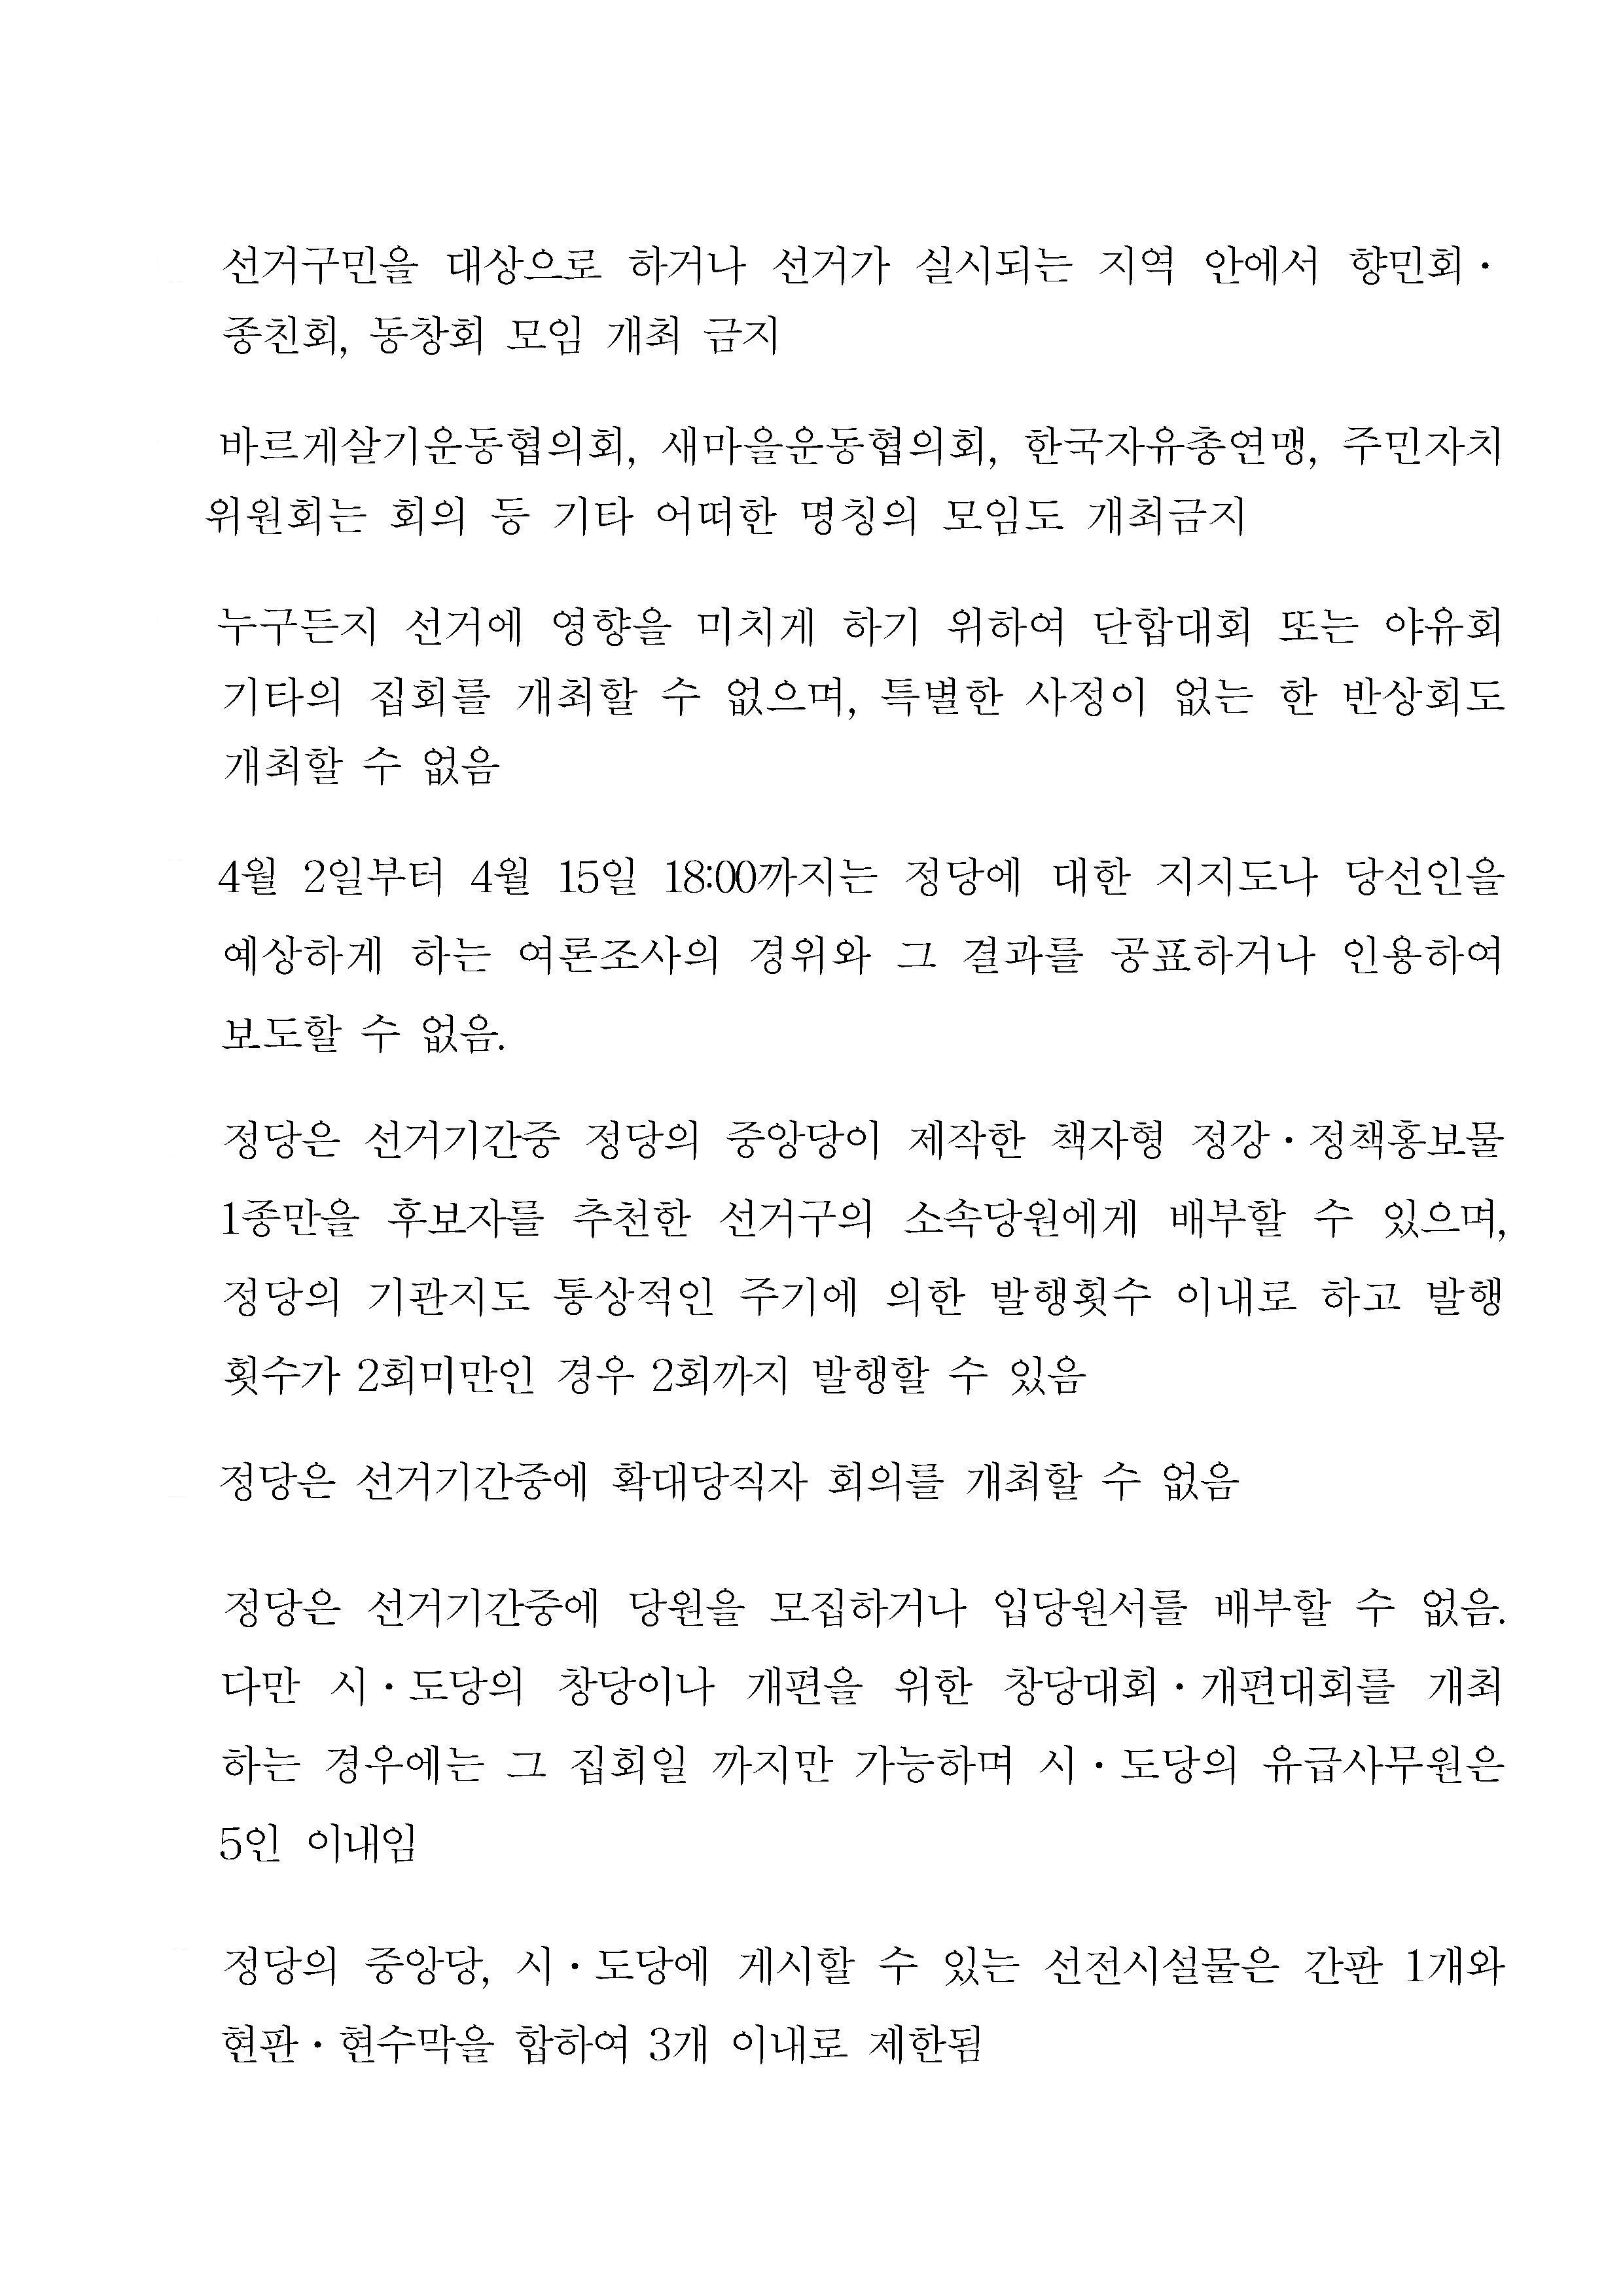 선거구민을 대상으로 하거나 선거가 실시되는 지역 안에서 향민회·
종친회, 동창회 모임 개최 금지
바르게살기운동협의회, 새마을운동협의회, 한국자유총연맹, 주민자치
위원회는 회의 등 기타 어떠한 명칭의 모임도 개최금지
누구든지 선거에 영향을 미치게 하기 위하여 단합대회 또는 야유회
기타의 집회를 개최할 수 없으며, 특별한 사정이 없는 한 반상회도
개최할 수 없음
4월 2일부터 4월 15일 18:00까지는 정당에 대한 지지도나 당선인을
예상하게 하는 여론조사의 경위와 그 결과를 공표하거나 인용하여
보도할 수 없음.
정당은 선거기간중 정당의 중앙당이 제작한 책자형 정강·정책홍보물
1종만을 후보자를 추천한 선거구의 소속당원에게 배부할 수 있으며,
정당의 기관지도 통상적인 주기에 의한 발행횟수 이내로 하고 발행
횟수가 2회미만인 경우 2회까지 발행할 수 있음
정당은 선거기간중에 확대당직자 회의를 개최할 수 없음
정당은 선거기간중에 당원을 모집하거나 입당원서를 배부할 수 없음.
다만 시·도당의 창당이나 개편을 위한 창당대회·개편대회를 개최
하는 경우에는 그 집회일 까지만 가능하며 시·도당의 유급사무원은
5인 이내임
정당의 중앙당, 시·도당에 게시할 수 있는 선전시설물은 간판 1개와
현판·현수막을 합하여 3개 이내로 제한됨